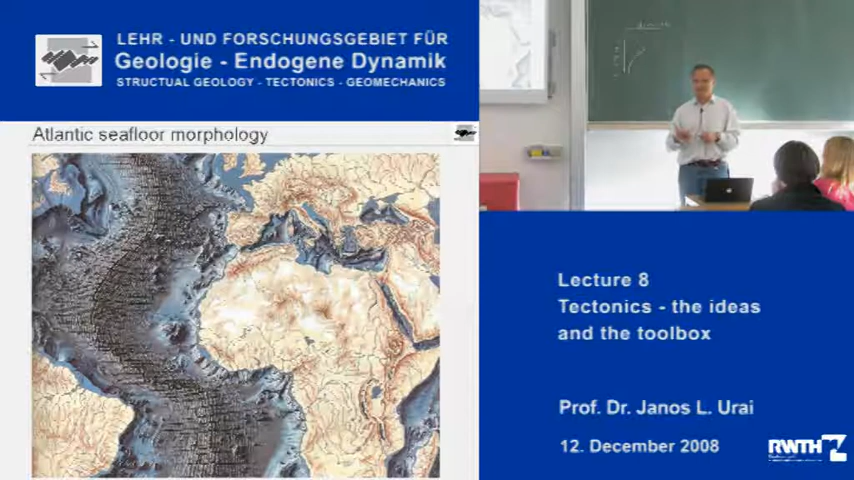 LEHR - UND FORSCHUNGSGEBIET FÜR
Geologie - Endogene Dynamik
STRUCTUAL GEOLOGY - TECTONICS - GEOMECHANICS
Atlantic seafloor morphology
Lecture 8
Tectonics - the ideas
and the toolbox
Prof. Dr. Janos L. Urai
12. December 2008
RWTH